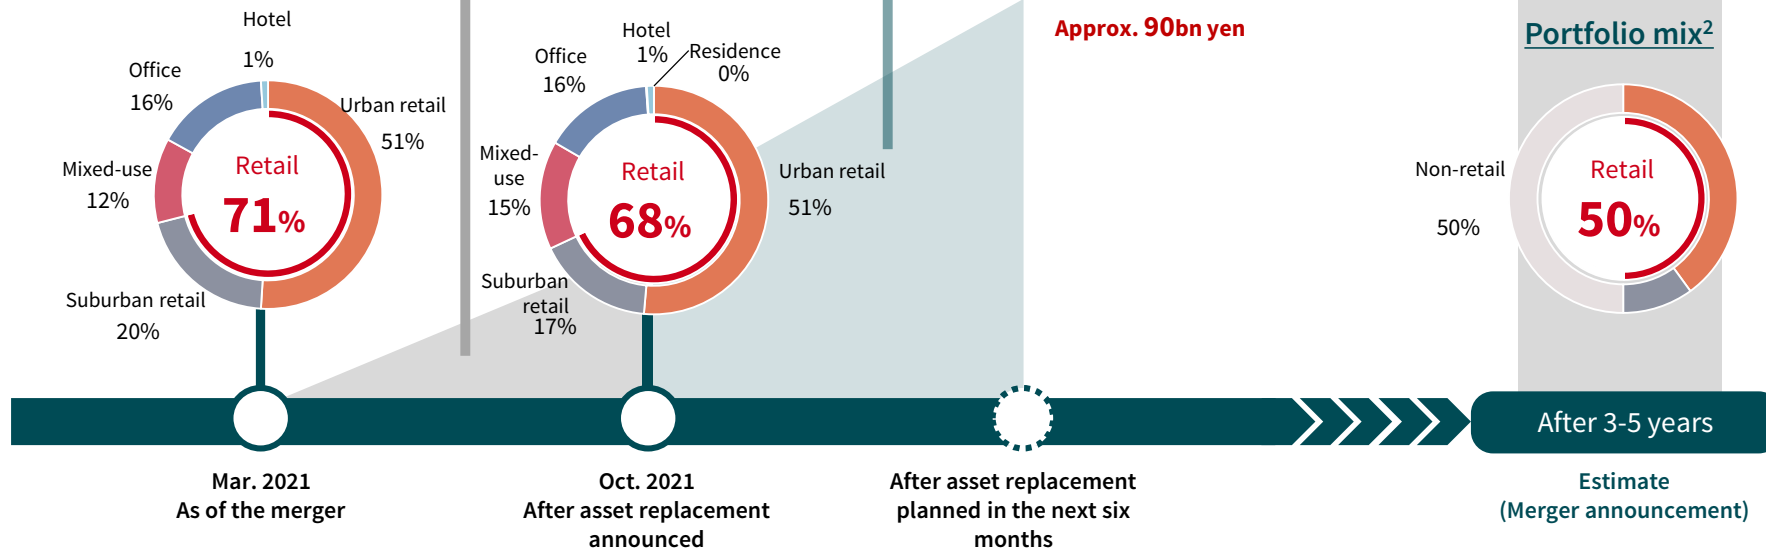 Hotel
1%
Office
16%
Urban retail
51%
Mixed-use
12%
Retail
71%
Suburban retail
20%
Hotel
1%
Residence
0%
Office
16%
Mixed-
use
15%
Retail
68%
Urban retail
51%
Suburban
retail
17%
Approx. 90bn yen
Portfolio mix2
Non-retail
50%
Retail
50%
After 3-5 years
Mar. 2021
As of the merger
Oct. 2021
After asset replacement
announced
After asset replacement
planned in the next six
months
Estimate
(Merger announcement)